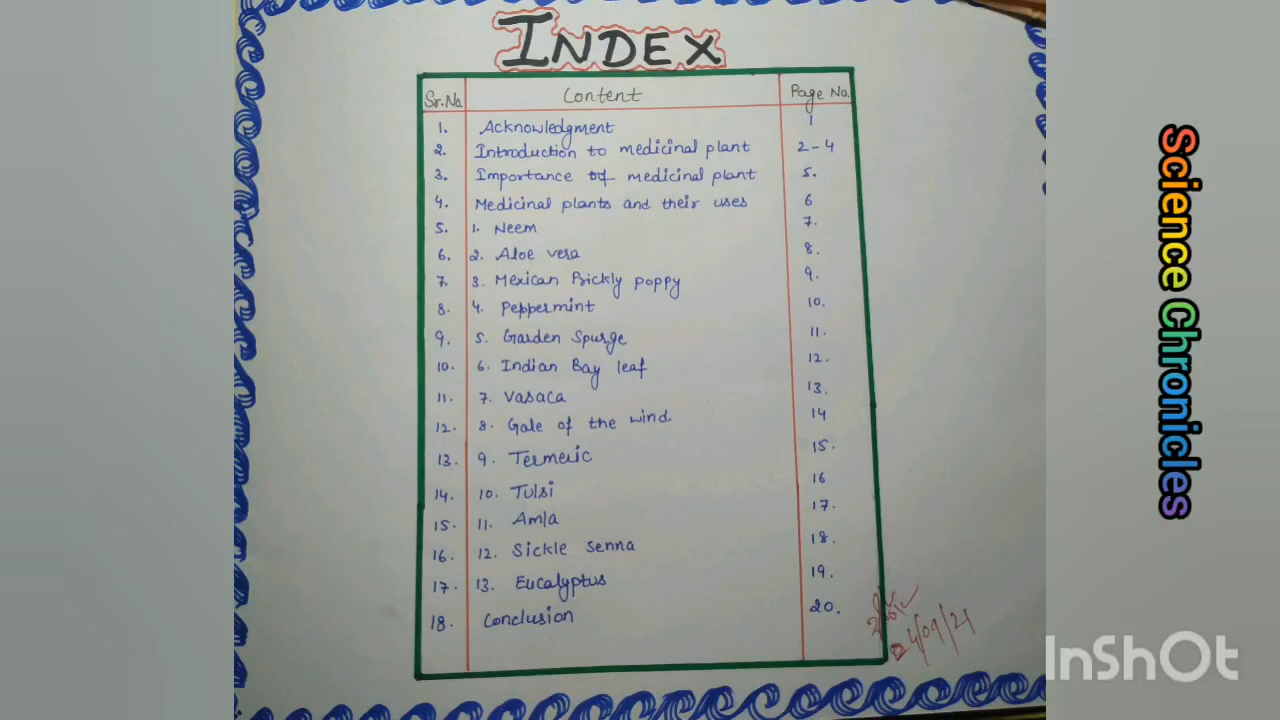 INDEX
Sr.No. Content Page No.
1. Acknowledgment 1
2. Introduction to medicinal plant 2-4
3. Importance of medicinal plant 5.
4. Medicinal plants and their uses 6
5. 1. Neem 7.
6. 2. Aloe vera 8.
7. 3. Mexican Prickly poppy 9.
8. 4. Peppermint 10.
9. 5. Garden Spurge 11.
10. 6. Indian Bay leaf 12.
11. 7. Vasaca 13.
12. 8. Gale of the wind 14
13. 9. Termeric 15.
14. 10. Tulsi 16
15. 11. Amla 17.
16. 12. Sickle senna 18.
17. 13. Eucalyptus 19.
18. Conclusion 20.
24/09/21
Science Chronicles
InShOt